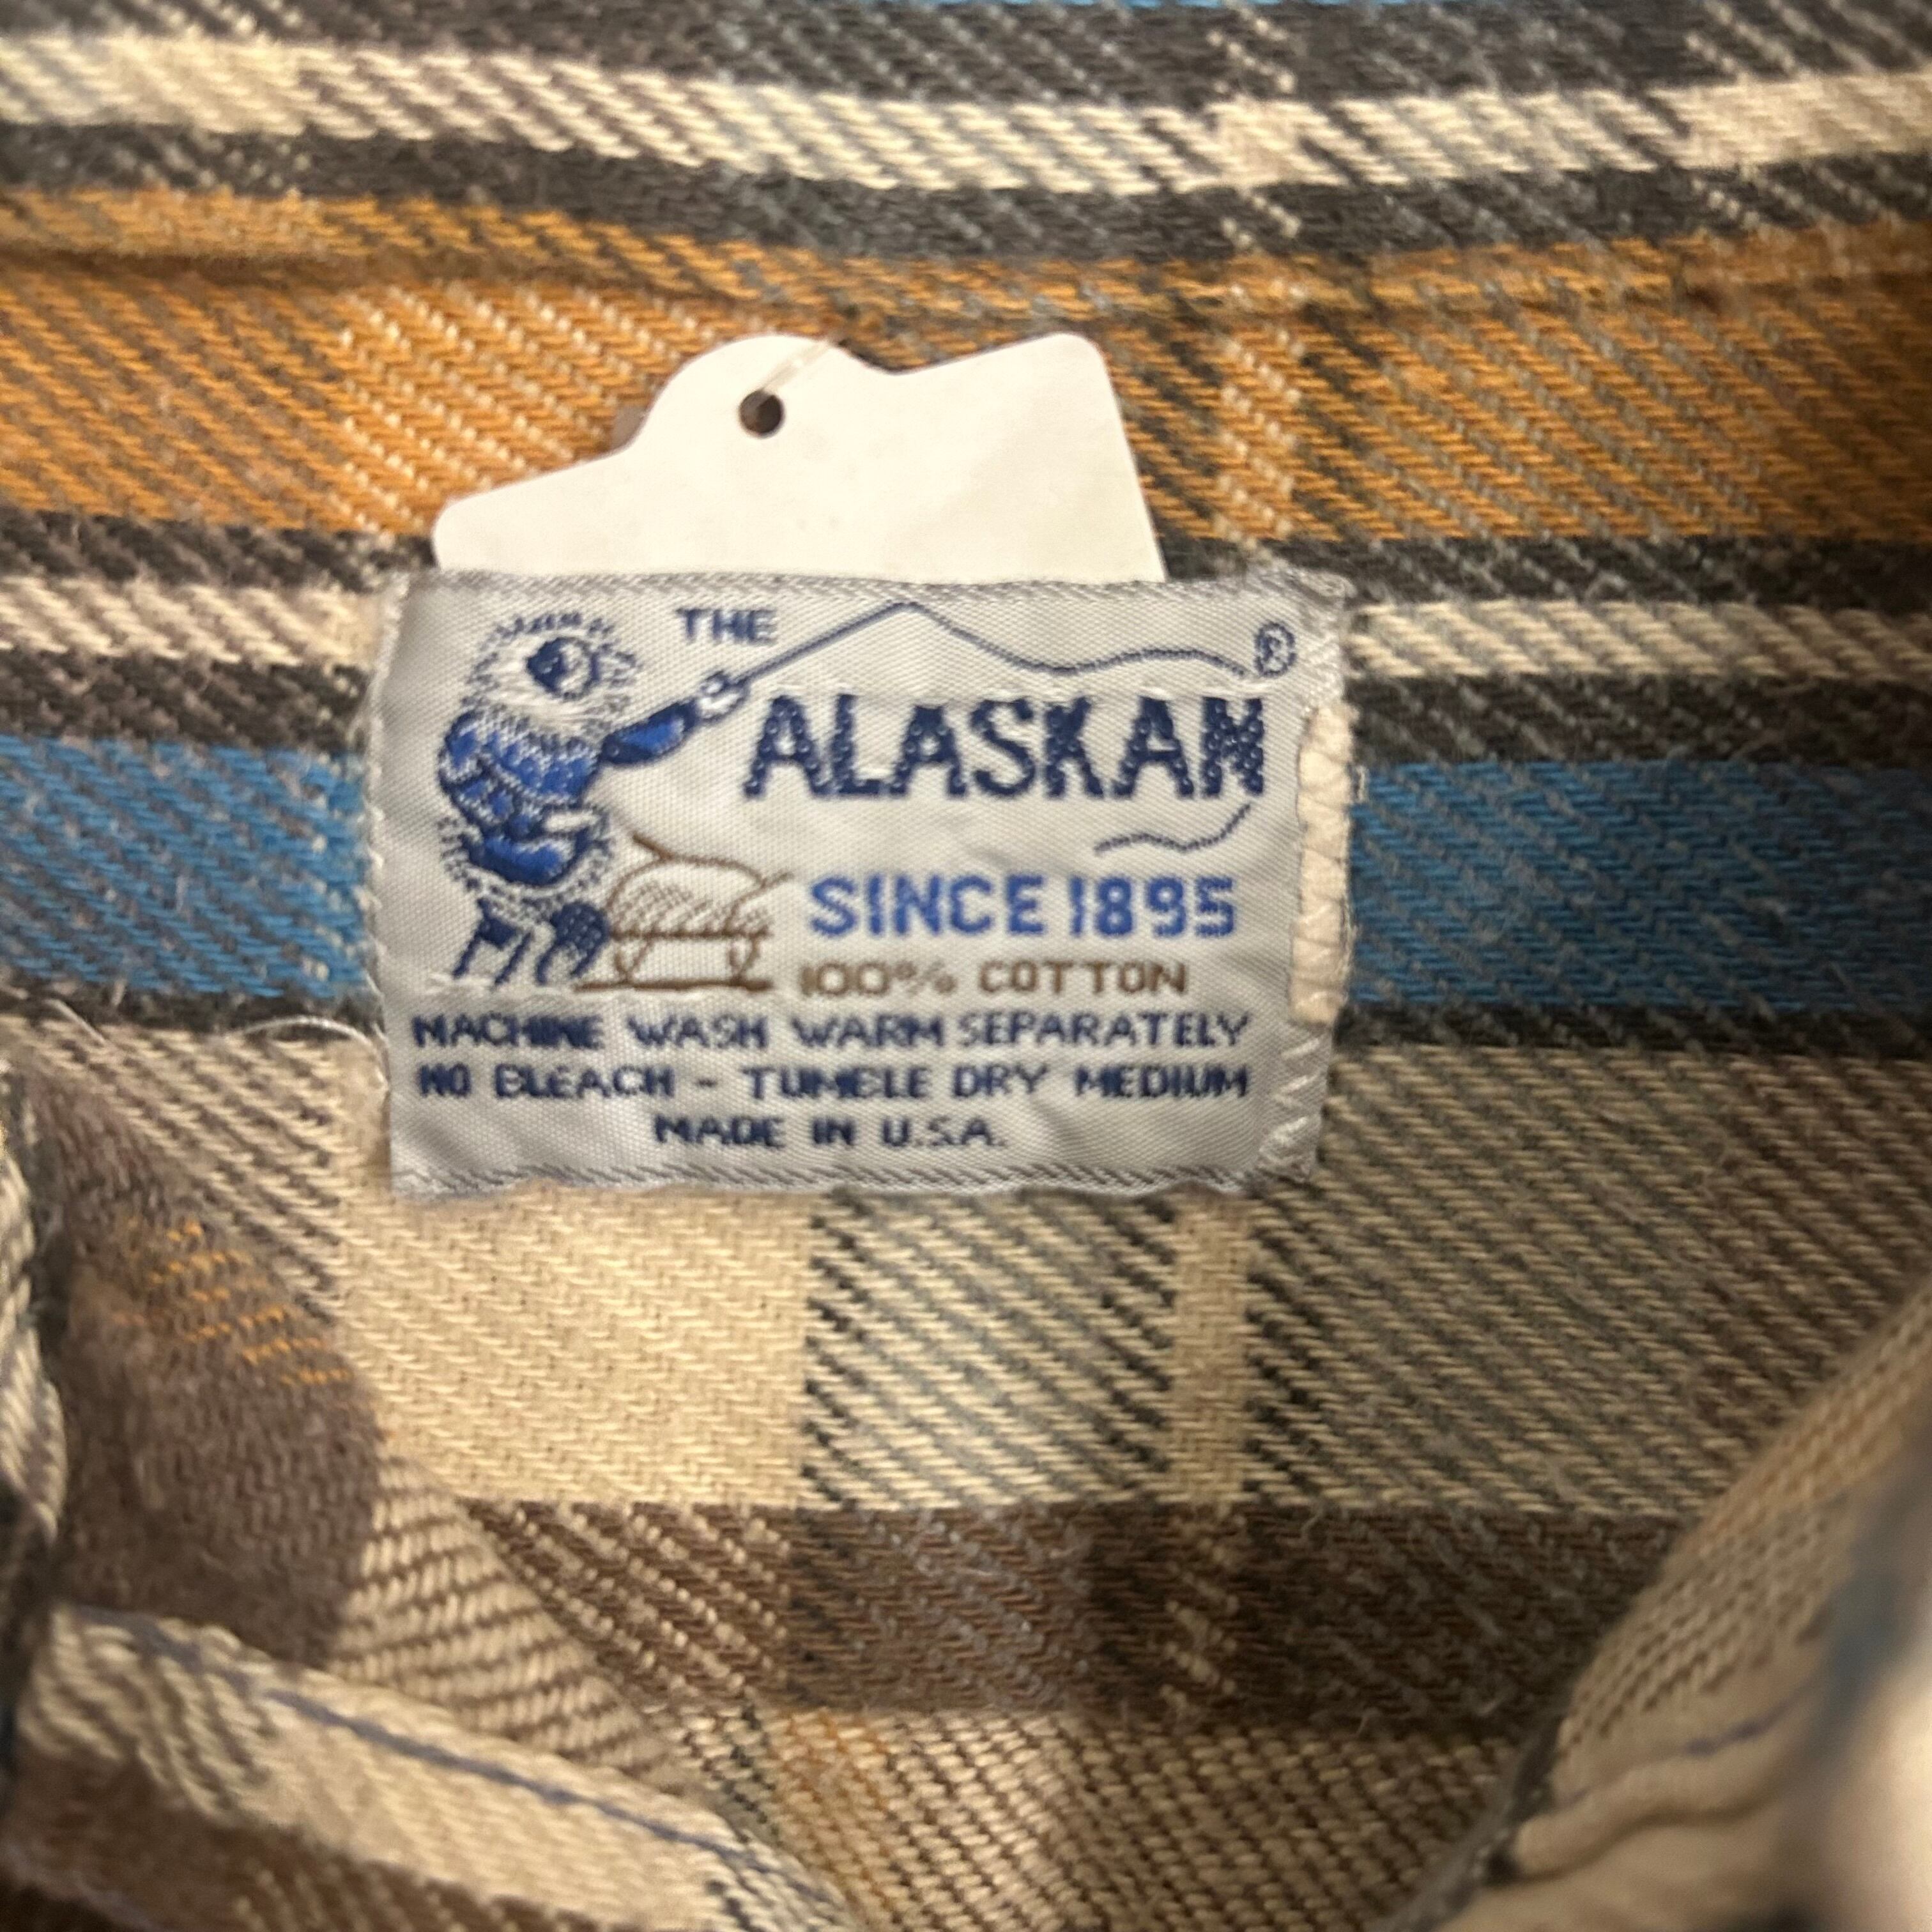 THE
ALASKAN ®
SINCE 1895
100% COTTON
MACHINE WASH WARM SEPARATELY
NO BLEACH - TUMBLE DRY MEDIUM
MADE IN U.S.A.